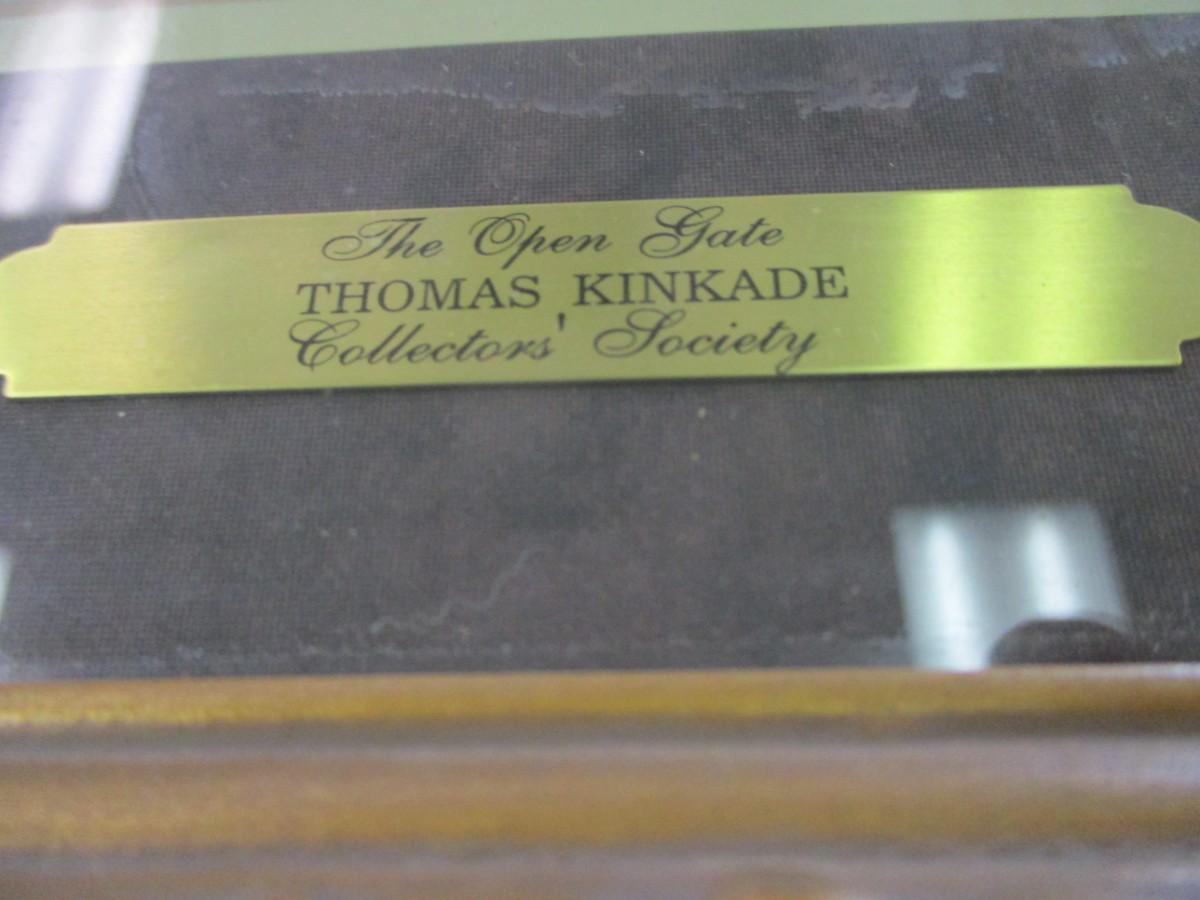 The Open Gate
THOMAS KINKADE
Collectors' Society